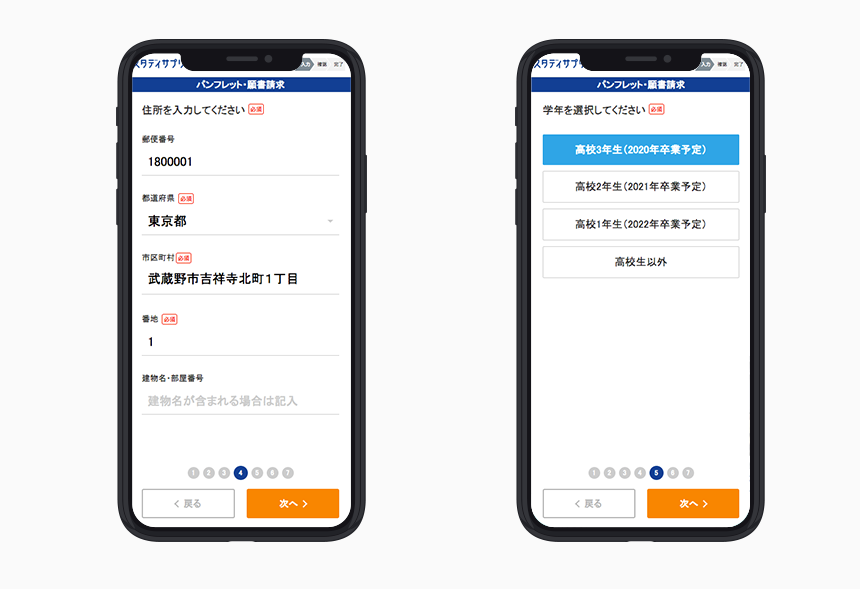 スタディサプリ
入力 確認 完了
パンフレット・願書請求
住所を入力してください 必須
郵便番号
1800001
都道府県 必須
東京都
市区町村 必須
武蔵野市吉祥寺北町1丁目
番地 必須
1
建物名・部屋番号
建物名が含まれる場合は記入
1 2 3 4 5 6 7
戻る
次へ
スタディサプリ
入力 確認 完了
パンフレット・願書請求
学年を選択してください 必須
高校3年生(2020年卒業予定)
高校2年生(2021年卒業予定)
高校1年生(2022年卒業予定)
高校生以外
1 2 3 4 5 6 7
戻る
次へ